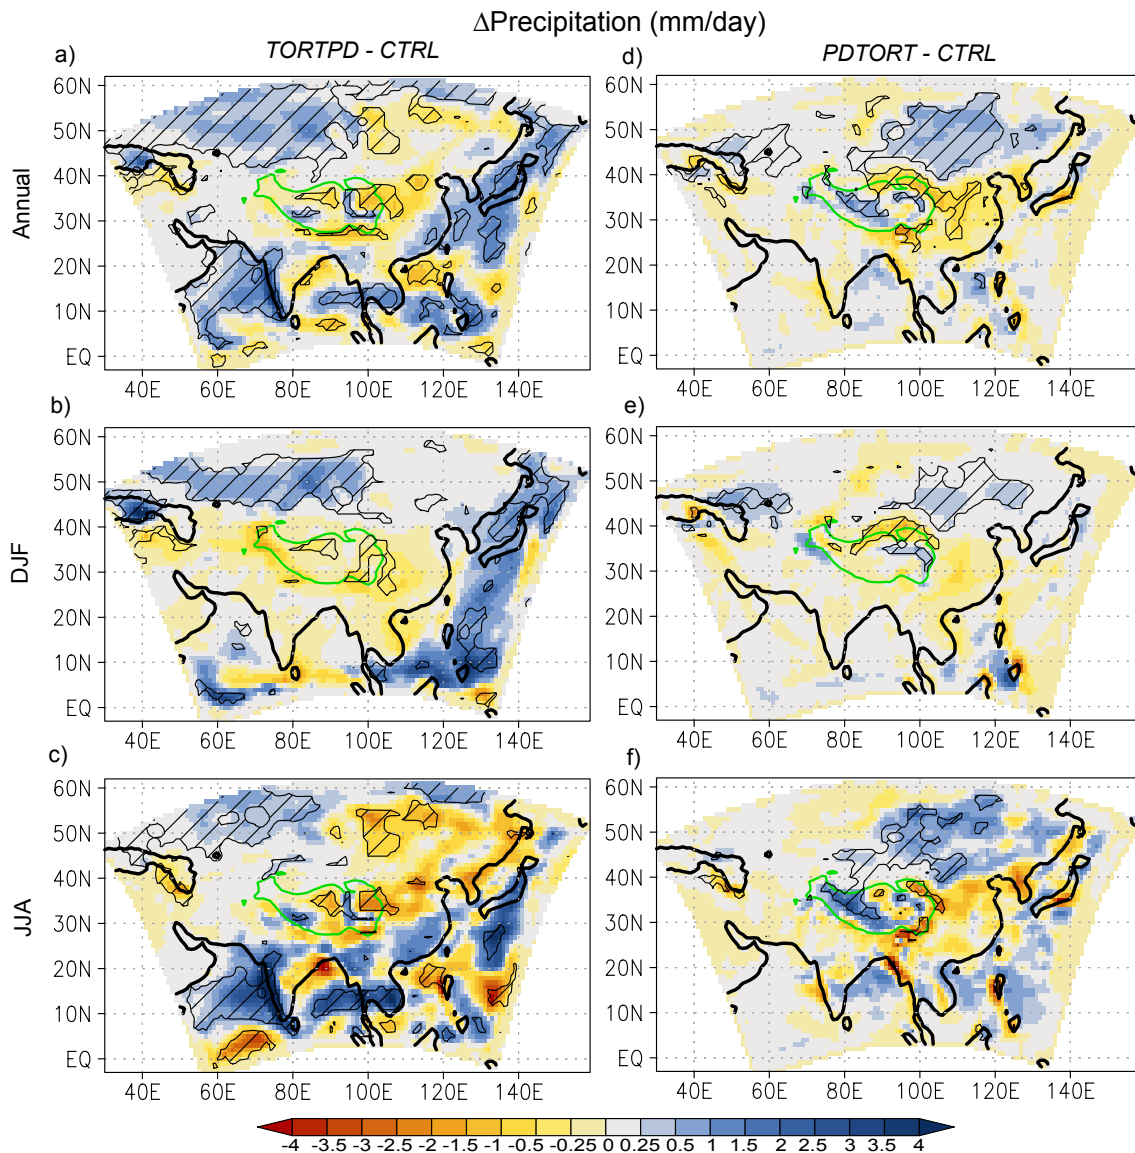 ΔPrecipitation (mm/day)
TORTPD - CTRL
PDTORT - CTRL
a)
d)
Annual
60N
50N
40N
30N
20N
10N
EQ
40E 60E 80E 100E 120E 140E
60N
50N
40N
30N
20N
10N
EQ
40E 60E 80E 100E 120E 140E
b)
e)
DJF
60N
50N
40N
30N
20N
10N
EQ
40E 60E 80E 100E 120E 140E
60N
50N
40N
30N
20N
10N
EQ
40E 60E 80E 100E 120E 140E
c)
f)
JJA
60N
50N
40N
30N
20N
10N
EQ
40E 60E 80E 100E 120E 140E
60N
50N
40N
30N
20N
10N
EQ
40E 60E 80E 100E 120E 140E
-4 -3.5 -3 -2.5 -2 -1.5 -1 -0.5 -0.25 0 0.25 0.5 1 1.5 2 2.5 3 3.5 4